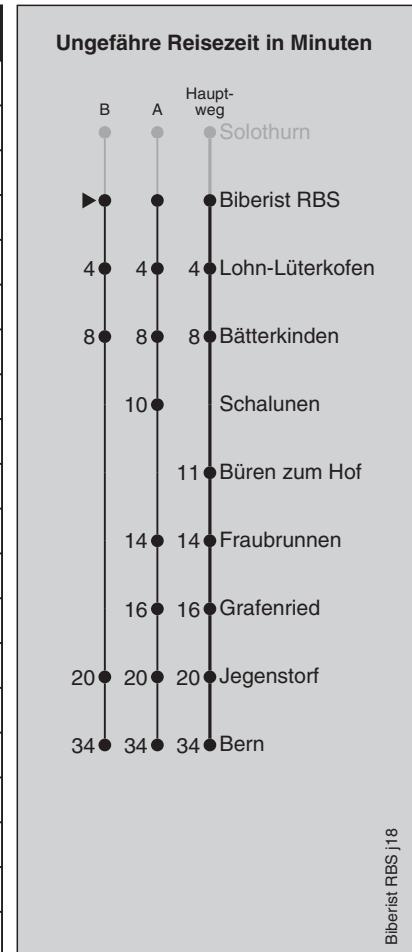 Ungefähre Reisezeit in Minuten
B A Haupt-
weg
Solothurn
Biberist RBS
4 4 4 Lohn-Lüterkofen
8 8 8 Bätterkinden
10 Schalunen
11 Büren zum Hof
14 14 Fraubrunnen
16 16 Grafenried
20 20 20 Jegenstorf
34 34 34 Bern
Biberist RBS j18